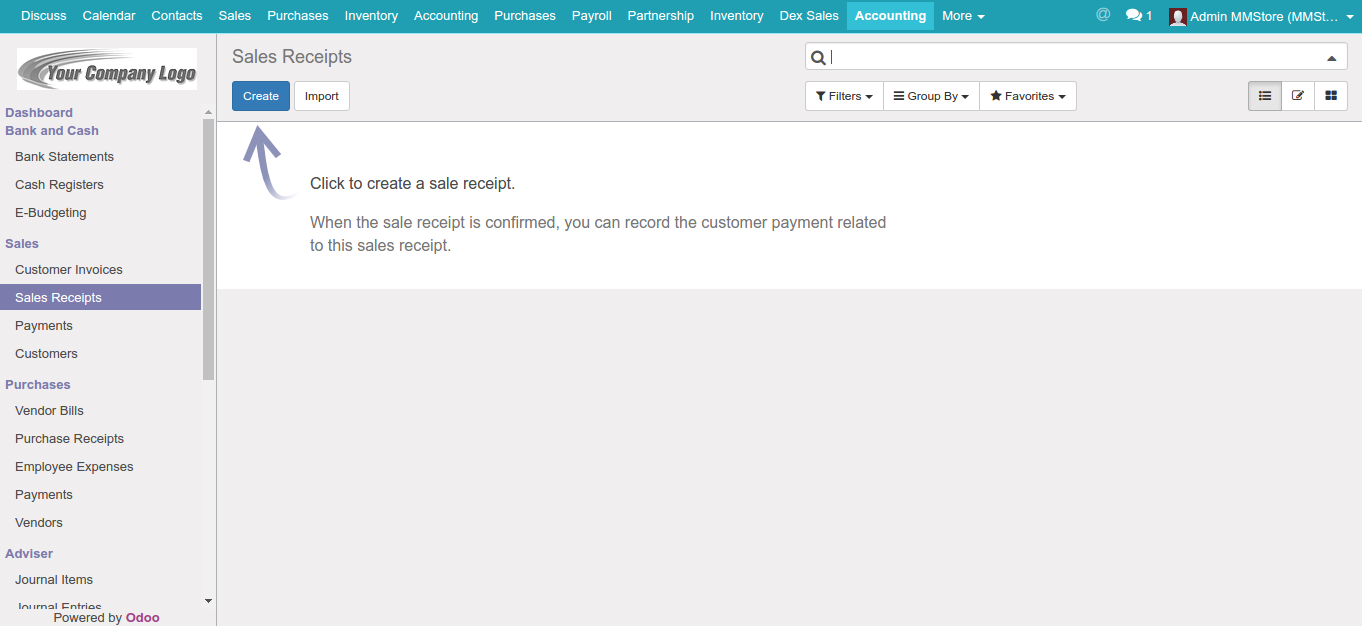 Discuss Calendar Contacts Sales Purchases Inventory Accounting Purchases Payroll Partnership Inventory Dex Sales Accounting More @ 1 Admin MMStore (MMSt...
Your Company Logo
Sales Receipts
Create Import
Filters Group By Favorites
Dashboard
Bank and Cash
Bank Statements
Cash Registers
E-Budgeting
Sales
Customer Invoices
Sales Receipts
Payments
Customers
Purchases
Vendor Bills
Purchase Receipts
Employee Expenses
Payments
Vendors
Adviser
Journal Items
Journal Entries
Powered by Odoo
Click to create a sale receipt.
When the sale receipt is confirmed, you can record the customer payment related
to this sales receipt.